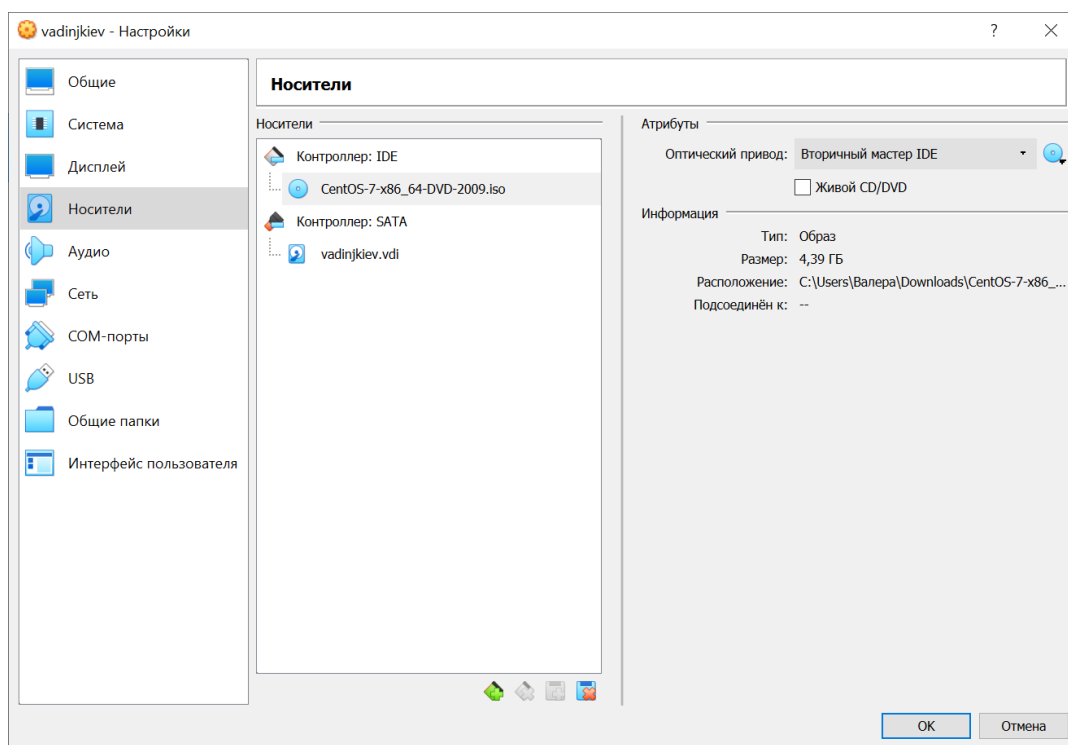 vadinjkiev - Настройки
?
Общие
Система
Дисплей
Носители
Аудио
Сеть
COM-порты
USB
Общие папки
Интерфейс пользователя
Носители
Носители
Контроллер: IDE
CentOS-7-x86_64-DVD-2009.iso
Контроллер: SATA
vadinjkiev.vdi
Атрибуты
Оптический привод: Вторичный мастер IDE
Живой CD/DVD
Информация
Тип: Образ
Размер: 4,39 ГБ
Расположение: C:\Users\Валера\Downloads\CentOS-7-x86_...
Подсоединён к: --
OK
Отмена